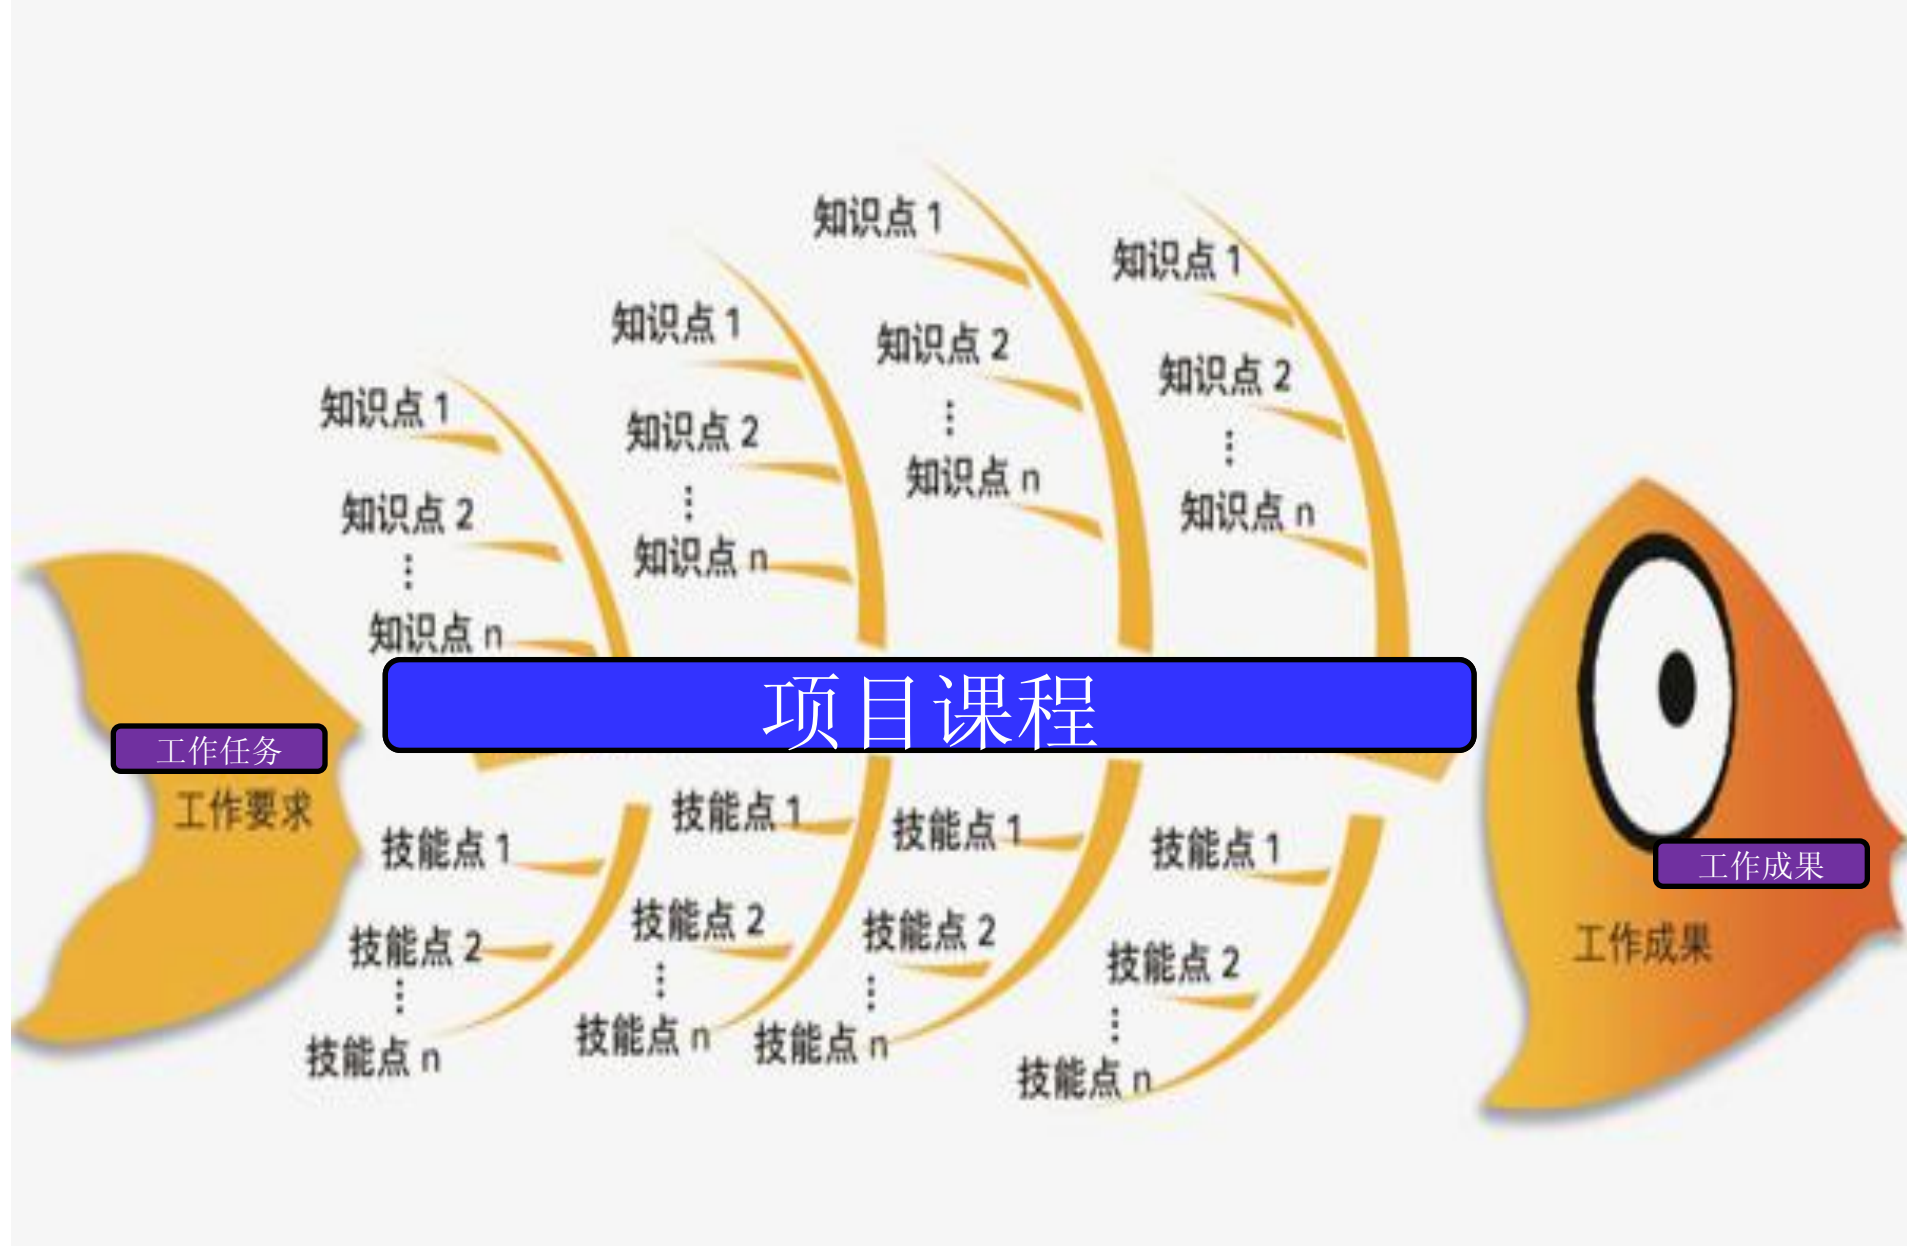 知识点 1
知识点 2
⋮
知识点 n
知识点 1
知识点 2
⋮
知识点 n
知识点 1
知识点 2
⋮
知识点 n
知识点 1
知识点 2
⋮
知识点 n
项目课程
工作任务
工作要求
技能点 1
技能点 2
⋮
技能点 n
技能点 1
技能点 2
⋮
技能点 n
技能点 1
技能点 2
⋮
技能点 n
技能点 1
技能点 2
⋮
技能点 n
工作成果
工作成果